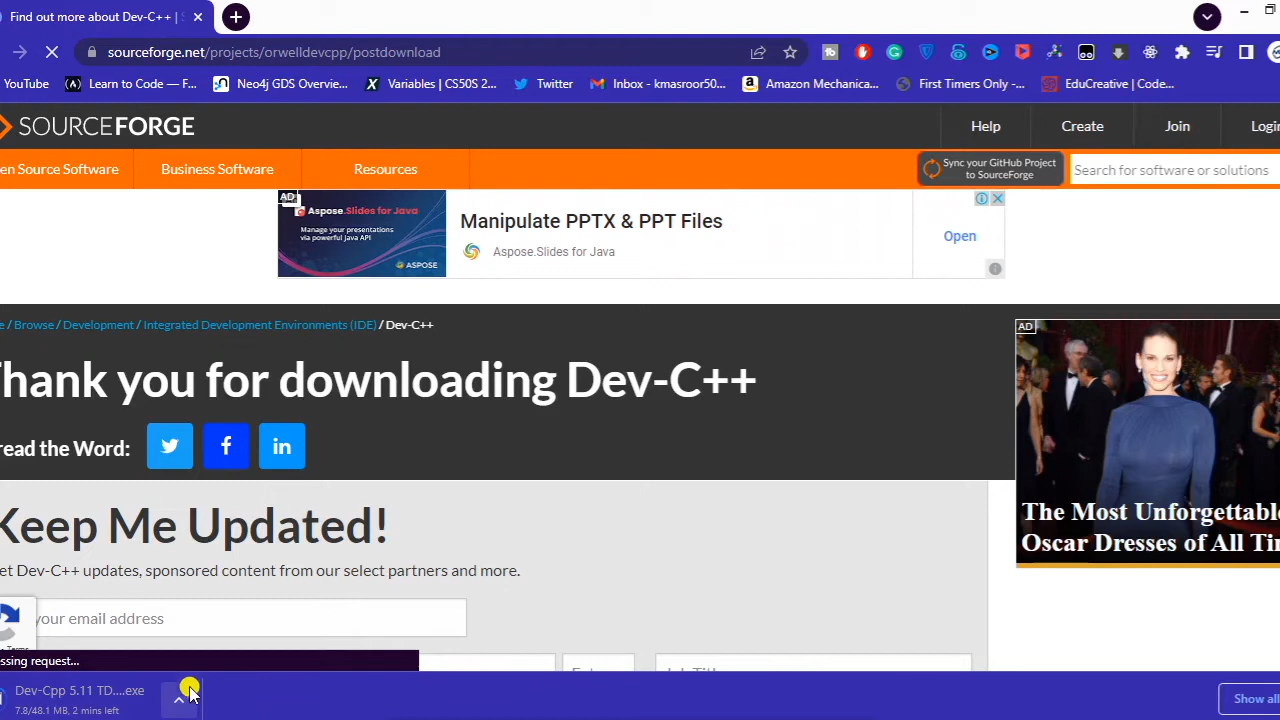 Find out more about Dev-C++ |
sourceforge.net/projects/orwelldevcpp/postdownload
YouTube Learn to Code — F... Neo4j GDS Overvie... Variables | CS50S 2... Twitter Inbox - kmasroor50... Amazon Mechanica... First Timers Only -... EduCreative | Code...
SOURCEFORGE Help Create Join Login
en Source Software Business Software Resources Sync your GitHub Project
to SourceForge Search for software or solutions
AD
Aspose.Slides for Java
Manage your presentations
via powerful Java API
ASPOSE
Manipulate PPTX & PPT Files
Aspose.Slides for Java
Open
e / Browse / Development / Integrated Development Environments (IDE) / Dev-C++
AD
Thank you for downloading Dev-C++
read the Word:
The Most Unforgettable
Oscar Dresses of All Tim
Keep Me Updated!
et Dev-C++ updates, sponsored content from our select partners and more.
your email address
Terms
ssing request...
Dev-Cpp 5.11 TD....exe
7.8/48.1 MB, 2 mins left
Show all